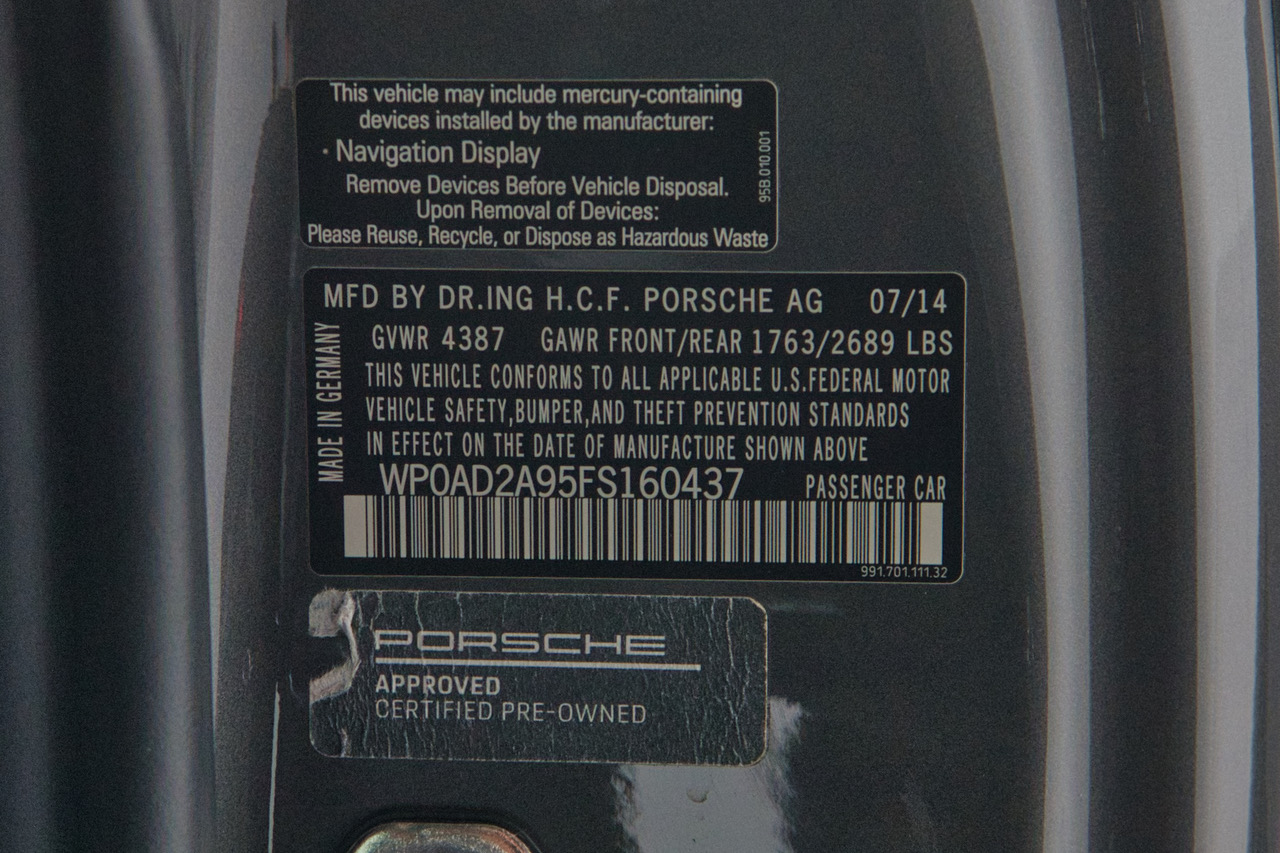 This vehicle may include mercury-containing
devices installed by the manufacturer:
· Navigation Display
Remove Devices Before Vehicle Disposal.
Upon Removal of Devices:
Please Reuse, Recycle, or Dispose as Hazardous Waste
95B.010.001
MFD BY DR.ING H.C.F. PORSCHE AG 07/14
GVWR 4387 GAWR FRONT/REAR 1763/2689 LBS
THIS VEHICLE CONFORMS TO ALL APPLICABLE U.S.FEDERAL MOTOR
VEHICLE SAFETY,BUMPER,AND THEFT PREVENTION STANDARDS
IN EFFECT ON THE DATE OF MANUFACTURE SHOWN ABOVE
MADE IN GERMANY
WP0AD2A95FS160437 PASSENGER CAR
991.701.111.32
PORSCHE
APPROVED
CERTIFIED PRE-OWNED